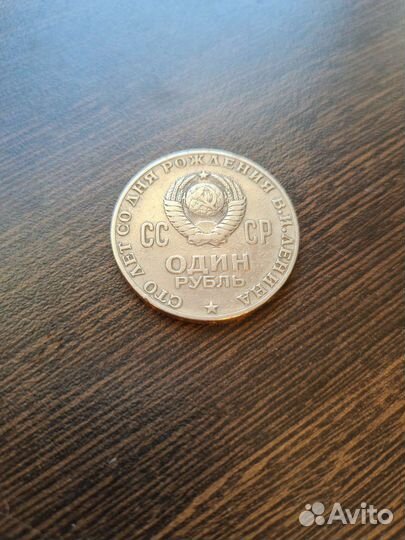 СТО ЛЕТ СО ДНЯ РОЖДЕНИЯ В.И.ЛЕНИНА
СС СР
ОДИН
РУБЛЬ
Avito